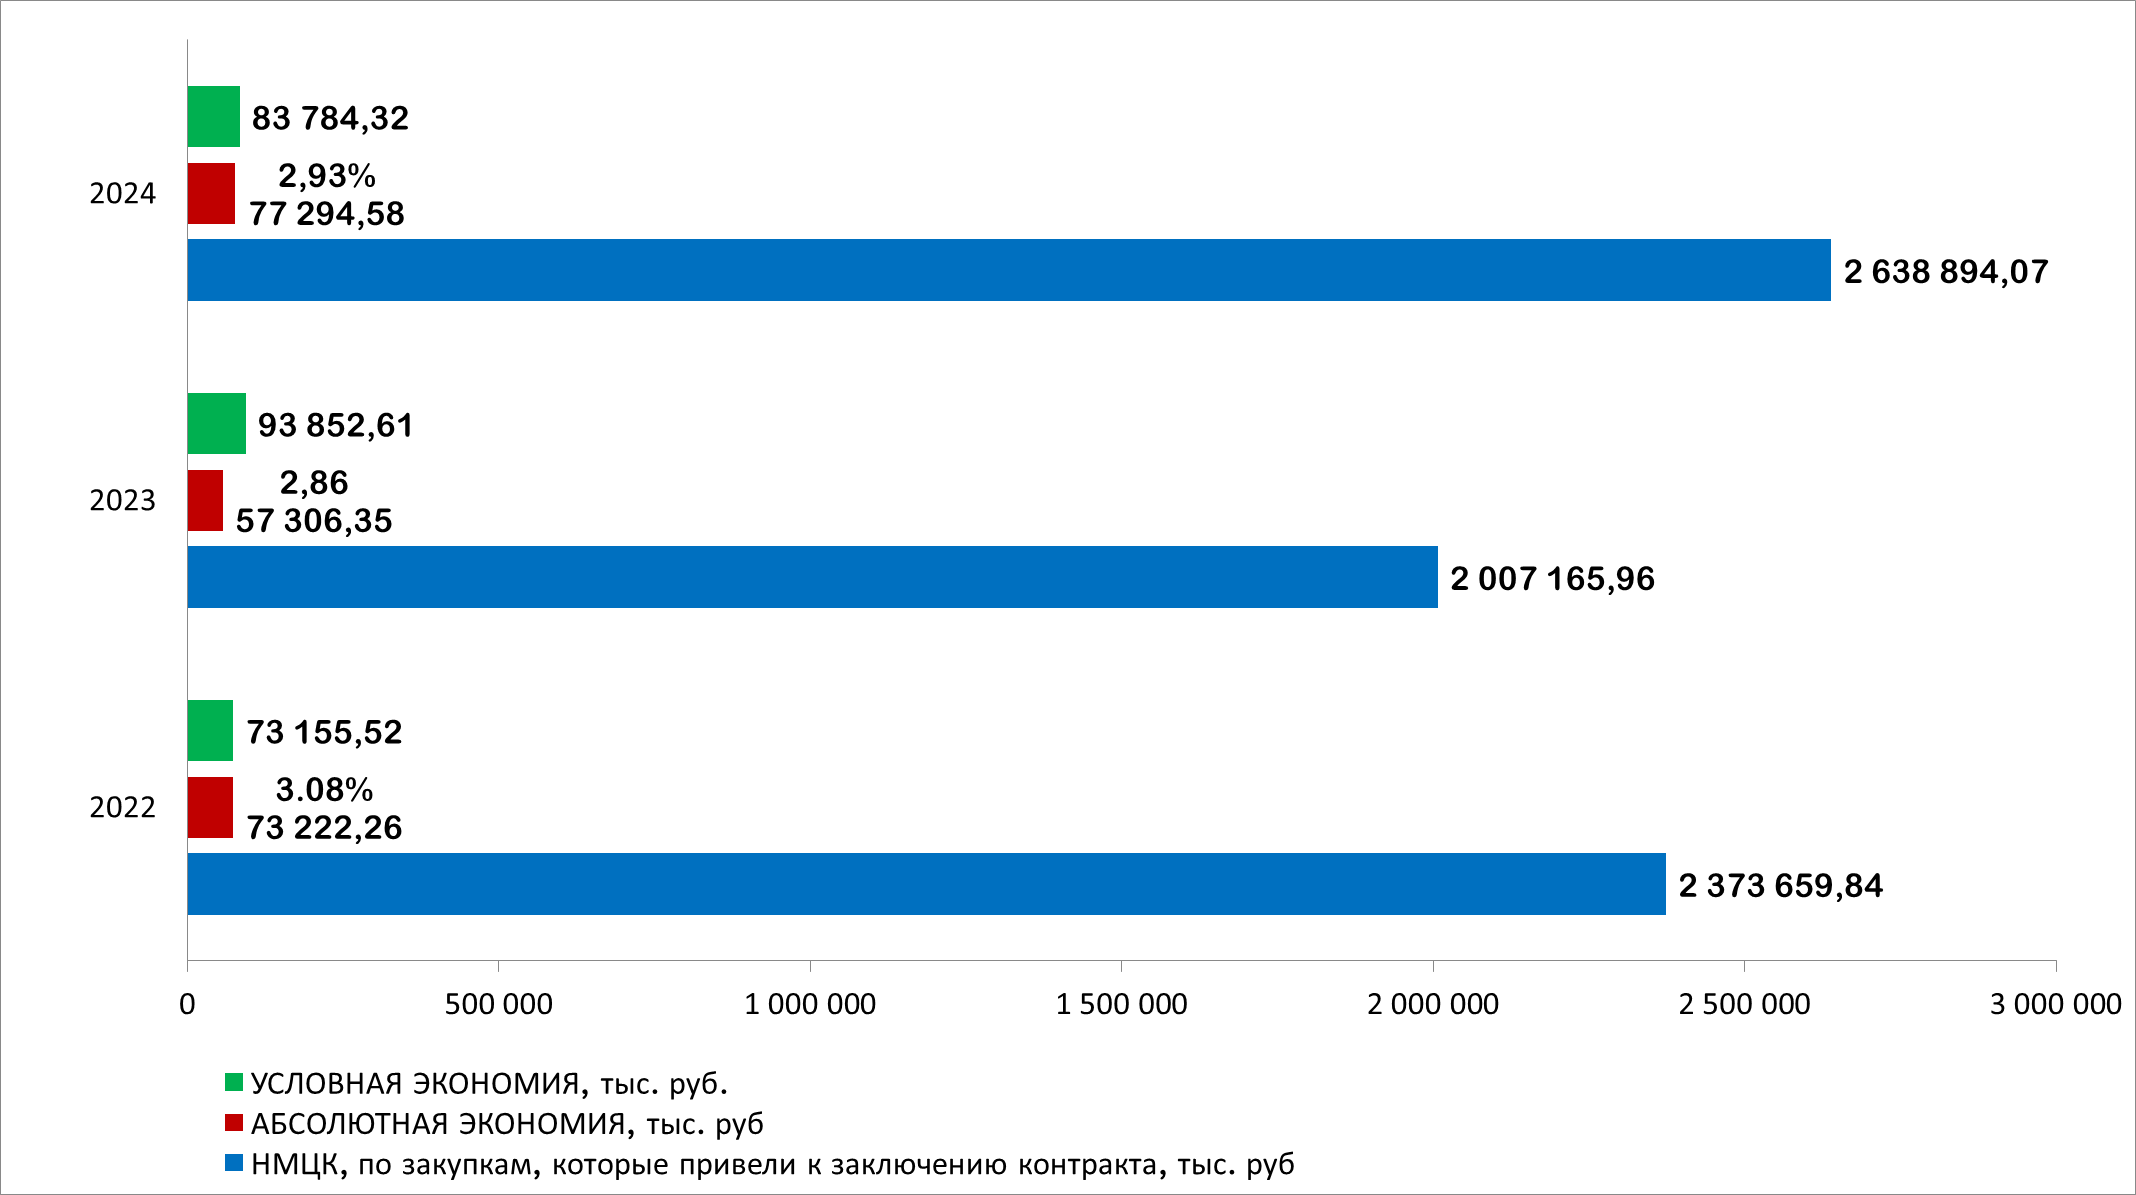 83 784,32
2024
2,93%
77 294,58
2 638 894,07
93 852,61
2023
2,86
57 306,35
2 007 165,96
73 155,52
2022
3.08%
73 222,26
2 373 659,84
0 500 000 1 000 000 1 500 000 2 000 000 2 500 000 3 000 000
УСЛОВНАЯ ЭКОНОМИЯ, тыс. руб.
АБСОЛЮТНАЯ ЭКОНОМИЯ, тыс. руб
НМЦК, по закупкам, которые привели к заключению контракта, тыс. руб